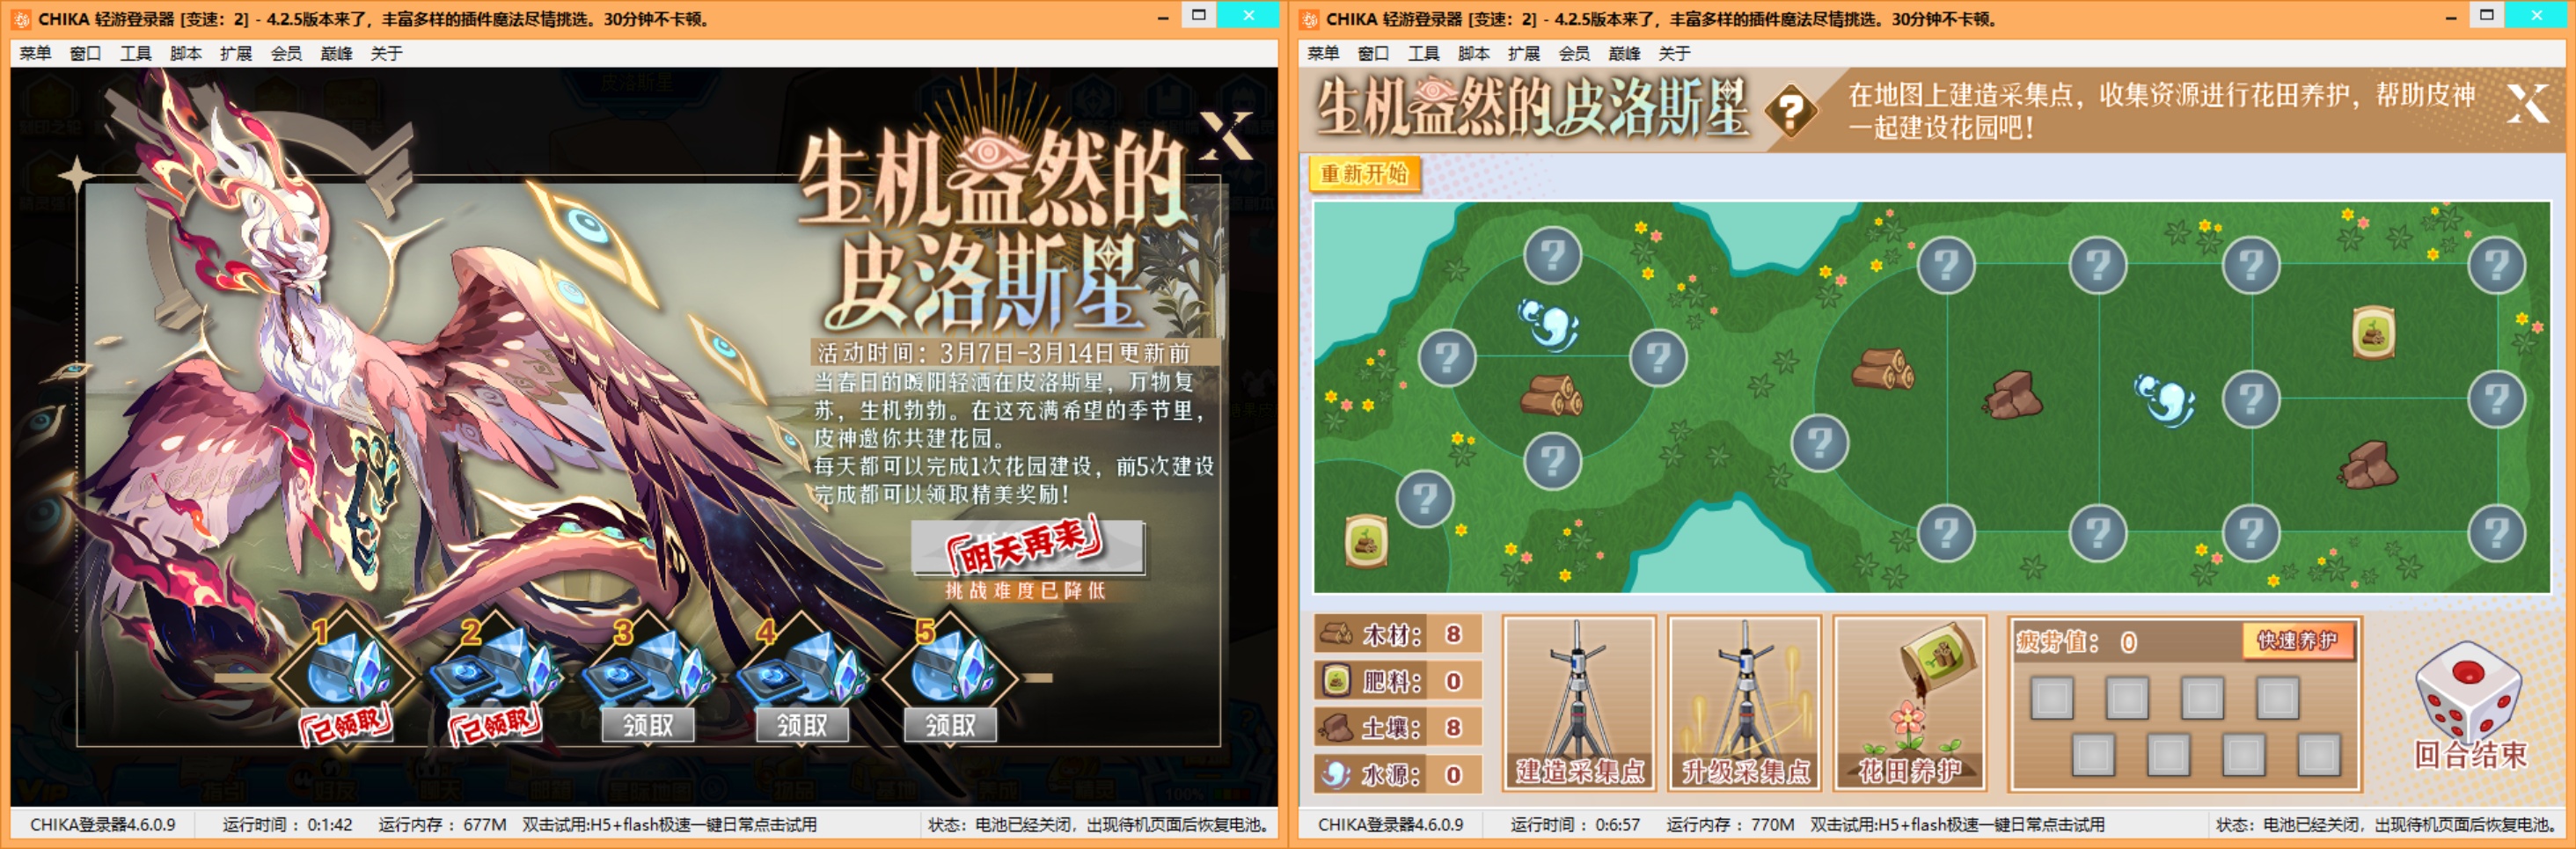 CHIKA 轻游登录器 [变速：2] - 4.2.5版本来了，丰富多样的插件魔法尽情挑选。30分钟不卡顿。
菜单 窗口 工具 脚本 扩展 会员 巅峰 关于
皮洛斯星
生机盎然的
皮洛斯星
活动时间：3月7日-3月14日更新前
当春日的暖阳轻洒在皮洛斯星，万物复
苏，生机勃勃。在这充满希望的季节里，
皮神邀你共建花园。
每天都可以完成1次花园建设，前5次建设
完成都可以领取精美奖励！
明天再来
挑战难度已降低
1 2 3 4 5
已领取 已领取 领取 领取 领取
VIP
100%
CHIKA登录器4.6.0.9 运行时间：0:1:42 运行内存：677M 双击试用:H5+flash极速一键日常点击试用 状态：电池已经关闭，出现待机页面后恢复电池。
CHIKA 轻游登录器 [变速：2] - 4.2.5版本来了，丰富多样的插件魔法尽情挑选。30分钟不卡顿。
菜单 窗口 工具 脚本 扩展 会员 巅峰 关于
生机盎然的皮洛斯星
?
在地图上建造采集点，收集资源进行花田养护，帮助皮神
一起建设花园吧！
重新开始
? ? ? ? ?
? ? ? ?
? ? ?
? ? ? ? ?
木材：8
肥料：0
土壤：8
水源：0
建造采集点 升级采集点 花田养护
疲劳值：0
快速养护
回合结束
CHIKA登录器4.6.0.9 运行时间：0:6:57 运行内存：770M 双击试用:H5+flash极速一键日常点击试用 状态：电池已经关闭，出现待机页面后恢复电池。